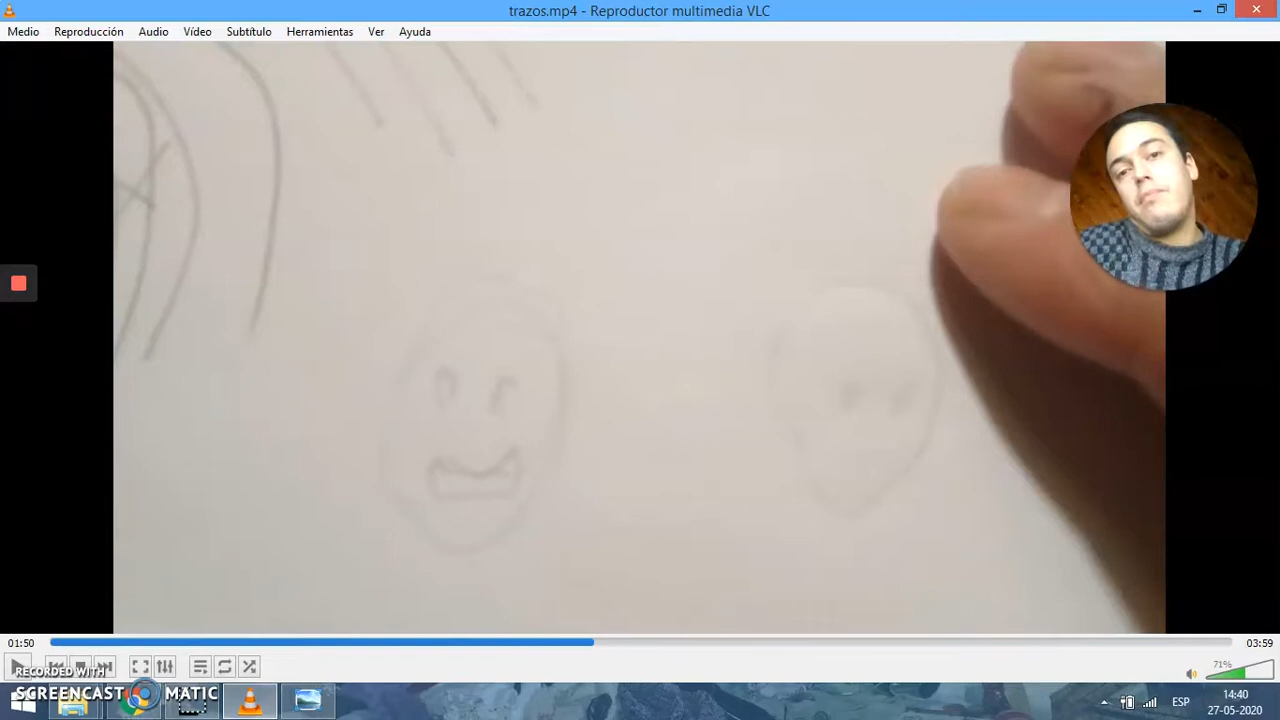 trazos.mp4 - Reproductor multimedia VLC
Medio Reproducción Audio Vídeo Subtítulo Herramientas Ver Ayuda
01:50
03:59
71%
RECORDED WITH
SCREENCAST MATIC
ESP
14:40
27-05-2020